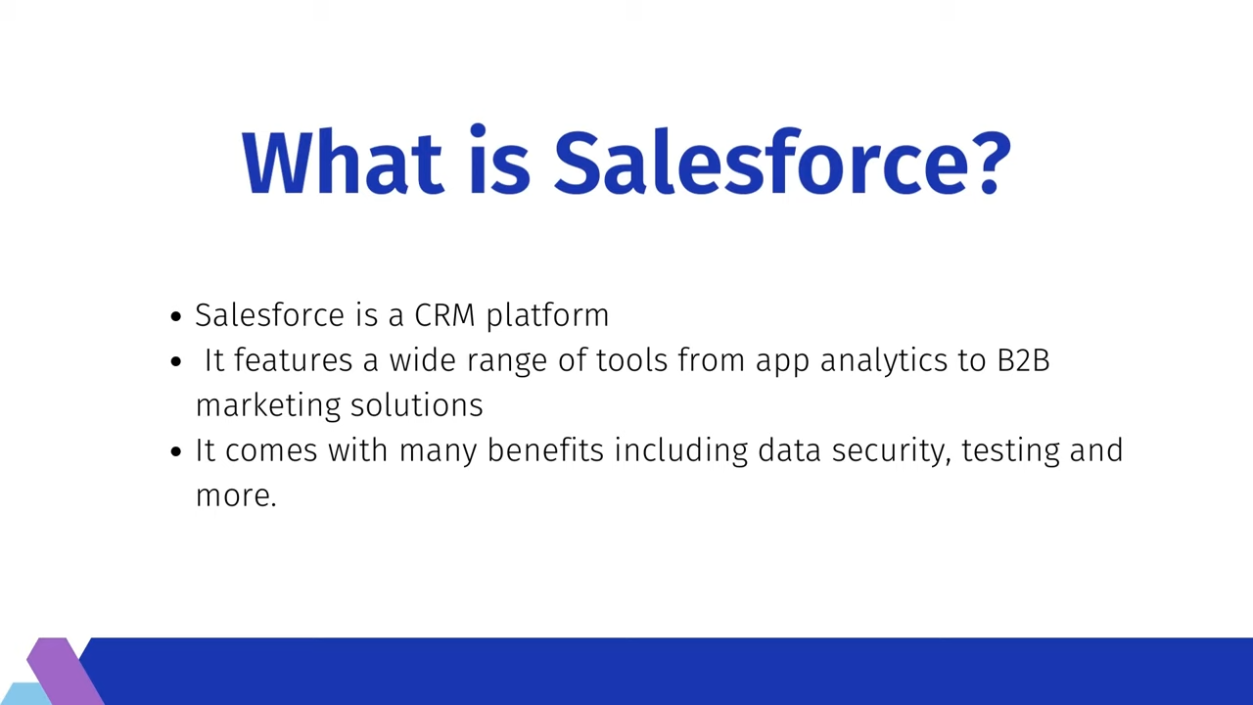 What is Salesforce?
• Salesforce is a CRM platform
• It features a wide range of tools from app analytics to B2B
marketing solutions
• It comes with many benefits including data security, testing and
more.